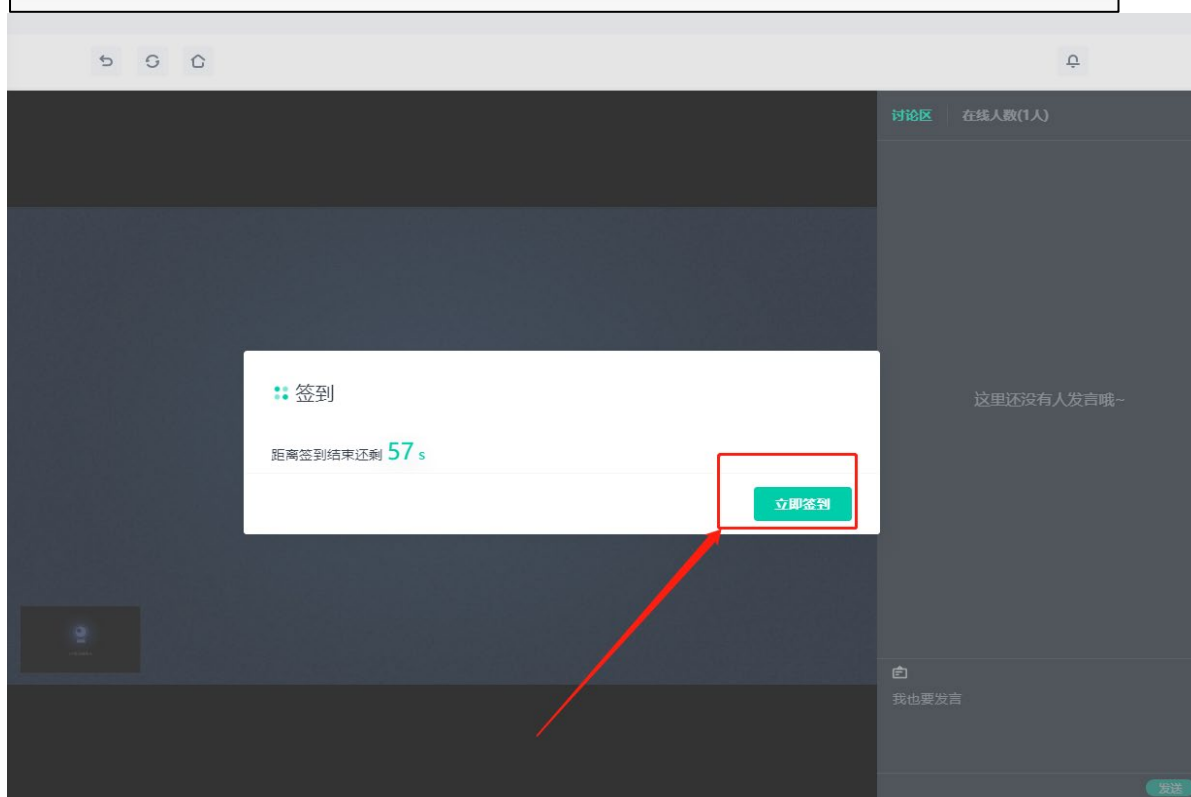 讨论区 在线人数(1人)
签到
距离签到结束还剩 57 s
立即签到
这里还没有人发言哦~
我也要发言
发送